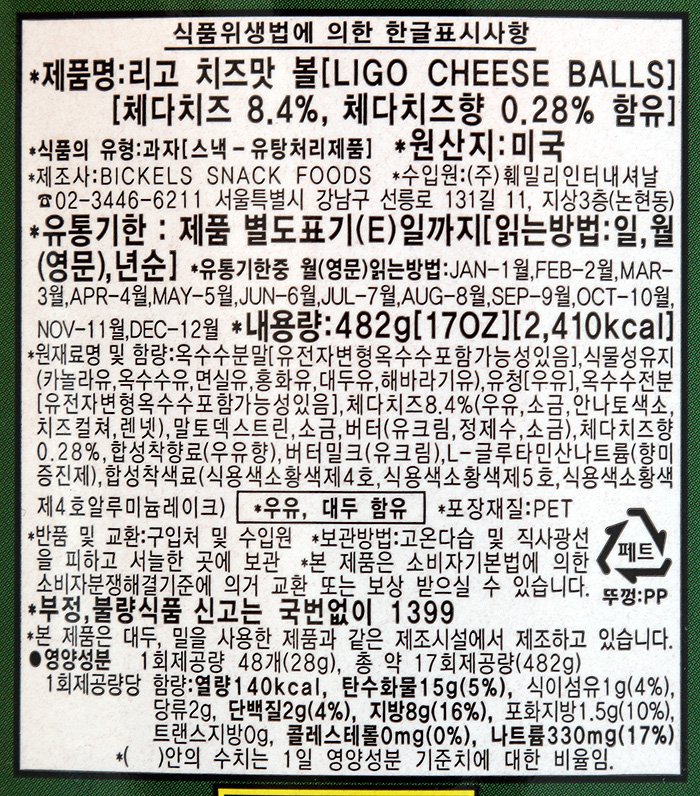 식품위생법에 의한 한글표시사항
*제품명:리고 치즈맛 볼[LIGO CHEESE BALLS]
[체다치즈 8.4%, 체다치즈향 0.28% 함유]
*식품의 유형:과자[스낵-유탕처리제품] *원산지:미국
*제조사:BICKELS SNACK FOODS *수입원:(주)훼밀리인터내셔날
☎02-3446-6211 서울특별시 강남구 선릉로 131길 11, 지상3층(논현동)
*유통기한 : 제품 별도표기(E)일까지[읽는방법:일,월
(영문),년순] *유통기한중 월(영문)읽는방법:JAN-1월,FEB-2월,MAR-
3월,APR-4월,MAY-5월,JUN-6월,JUL-7월,AUG-8월,SEP-9월,OCT-10월,
NOV-11월,DEC-12월 *내용량:482g[17OZ][2,410kcal]
*원재료명 및 함량:옥수수분말[유전자변형옥수수포함가능성있음],식물성유지
(카놀라유,옥수수유,면실유,홍화유,대두유,해바라기유),유청[우유],옥수수전분
[유전자변형옥수수포함가능성있음],체다치즈8.4%(우유,소금,안나토색소,
치즈컬쳐,렌넷),말토덱스트린,소금,버터(유크림,정제수,소금),체다치즈향
0.28%,합성착향료(우유향),버터밀크(유크림),L-글루타민산나트륨(향미
증진제),합성착색료(식용색소황색제4호,식용색소황색제5호,식용색소황색
제4호알루미늄레이크) *우유, 대두 함유 *포장재질:PET
*반품 및 교환:구입처 및 수입원 *보관방법:고온다습 및 직사광선
을 피하고 서늘한 곳에 보관 *본 제품은 소비자기본법에 의한
소비자분쟁해결기준에 의거 교환 또는 보상 받으실 수 있습니다.
페트
뚜껑:PP
*부정,불량식품 신고는 국번없이 1399
*본 제품은 대두, 밀을 사용한 제품과 같은 제조시설에서 제조하고 있습니다.
●영양성분 1회제공량 48개(28g), 총 약 17회제공량(482g)
1회제공량당 함량:열량140kcal, 탄수화물15g(5%), 식이섬유1g(4%),
당류2g, 단백질2g(4%), 지방8g(16%), 포화지방1.5g(10%),
트랜스지방0g, 콜레스테롤0mg(0%), 나트륨330mg(17%)
*( )안의 수치는 1일 영양성분 기준치에 대한 비율임.